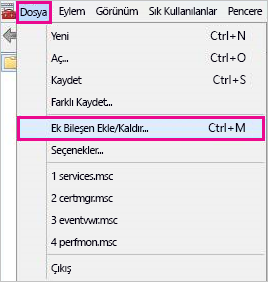 Dosya Eylem Görünüm Sık Kullanılanlar Pencere
Yeni Ctrl+N
Aç... Ctrl+O
Kaydet Ctrl+S
Farklı Kaydet...
Ek Bileşen Ekle/Kaldır... Ctrl+M
Seçenekler...
1 services.msc
2 certmgr.msc
3 eventvwr.msc
4 perfmon.msc
Çıkış